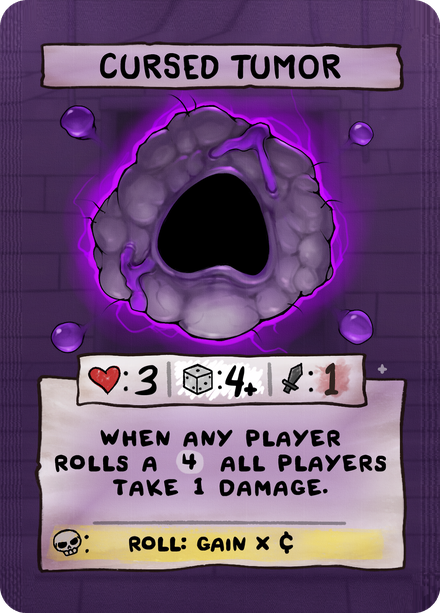 CURSED TUMOR
: 3 | : 4+ | : 1
WHEN ANY PLAYER
ROLLS A 4 ALL PLAYERS
TAKE 1 DAMAGE.
: ROLL: GAIN X ¢